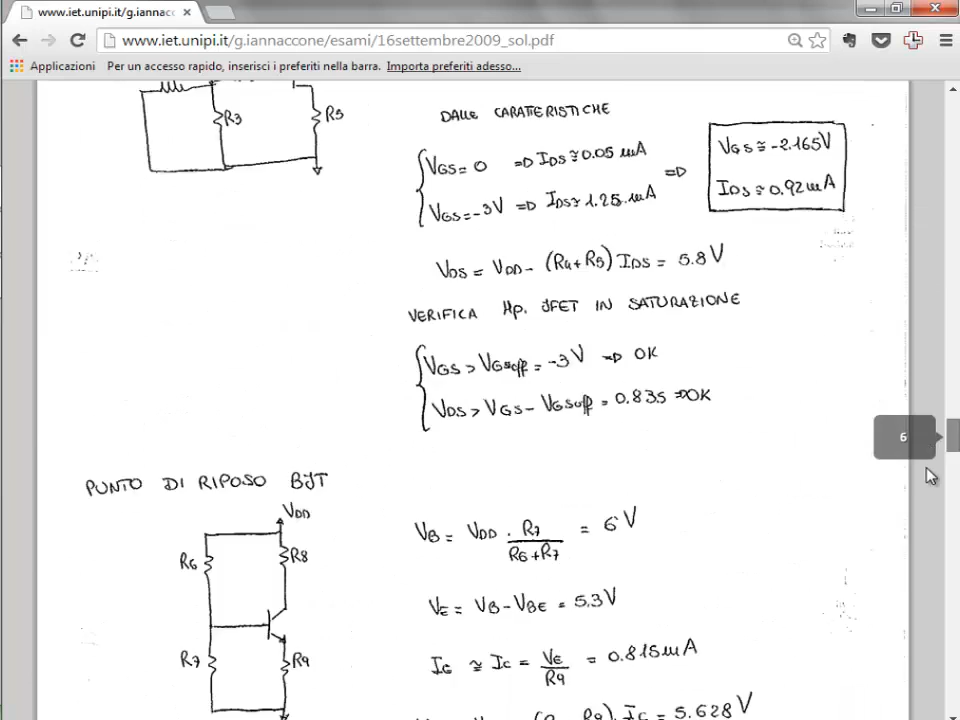 www.iet.unipi.it/g.iannacco
www.iet.unipi.it/g.iannaccone/esami/16settembre2009_sol.pdf
Applicazioni Per un accesso rapido, inserisci i preferiti nella barra. Importa preferiti adesso...
R3 R5
DALLE CARATTERISTICHE
VGS = 0 => IDS ≅ 0.05 mA
VGS = -3V => IDS ≅ 1.25 mA =>
VGS ≅ -2.165V
IDS ≅ 0.92 mA
VDS = VDD - (R4+R5) IDS = 5.8 V
VERIFICA Hp. JFET IN SATURAZIONE
VGS > VGSoff = -3 V => OK
VDS > VGS - VGSoff = 0.835 => OK
6
PUNTO DI RIPOSO BJT
VDD
R6 R8
R7 R9
VB = VDD · R7 / R6+R7 = 6 V
VE = VB - VBE = 5.3 V
IE ≅ IC = VE / R9 = 0.815 mA
R9) · IC = 5.628 V